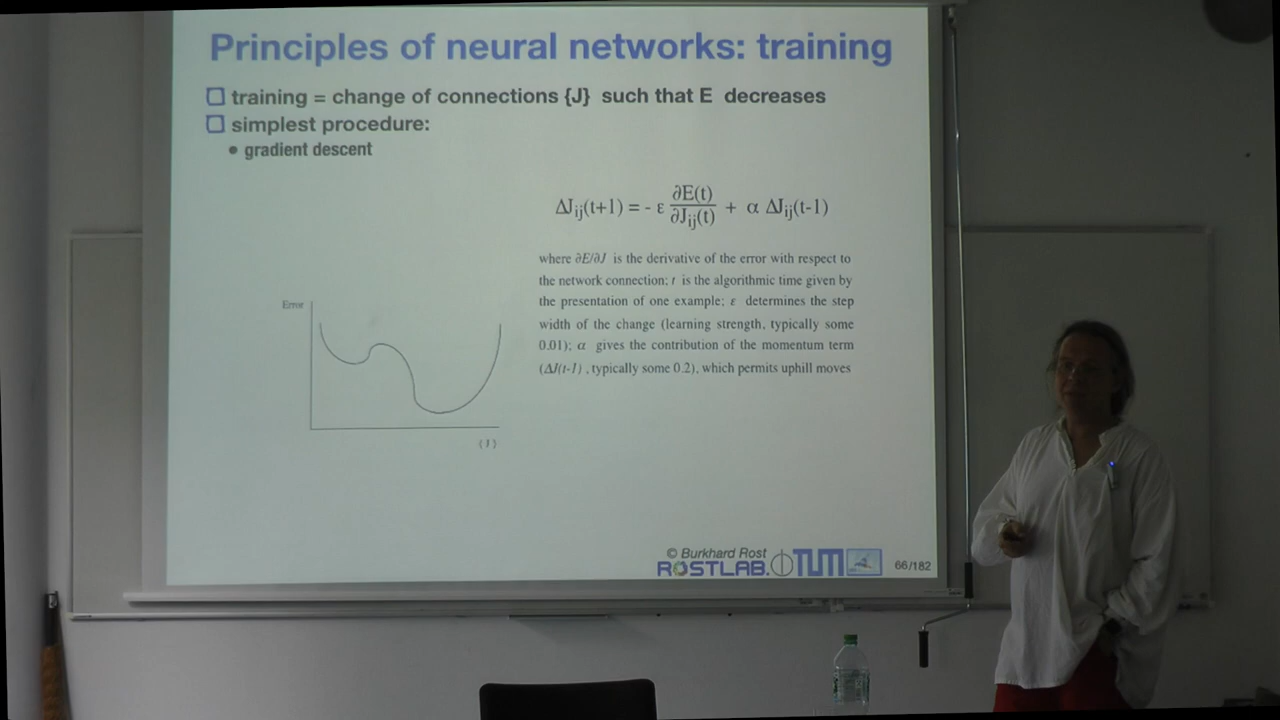 Principles of neural networks: training
training = change of connections {J} such that E decreases
simplest procedure:
• gradient descent
ΔJij(t+1) = - ε ∂E(t)/∂Jij(t) + α ΔJij(t-1)
where ∂E/∂J is the derivative of the error with respect to
the network connection; t is the algorithmic time given by
the presentation of one example; ε determines the step
width of the change (learning strength, typically some
0.01); α gives the contribution of the momentum term
(ΔJ(t-1) , typically some 0.2), which permits uphill moves
Error
{J}
© Burkhard Rost
ROSTLAB. TUM
66/182